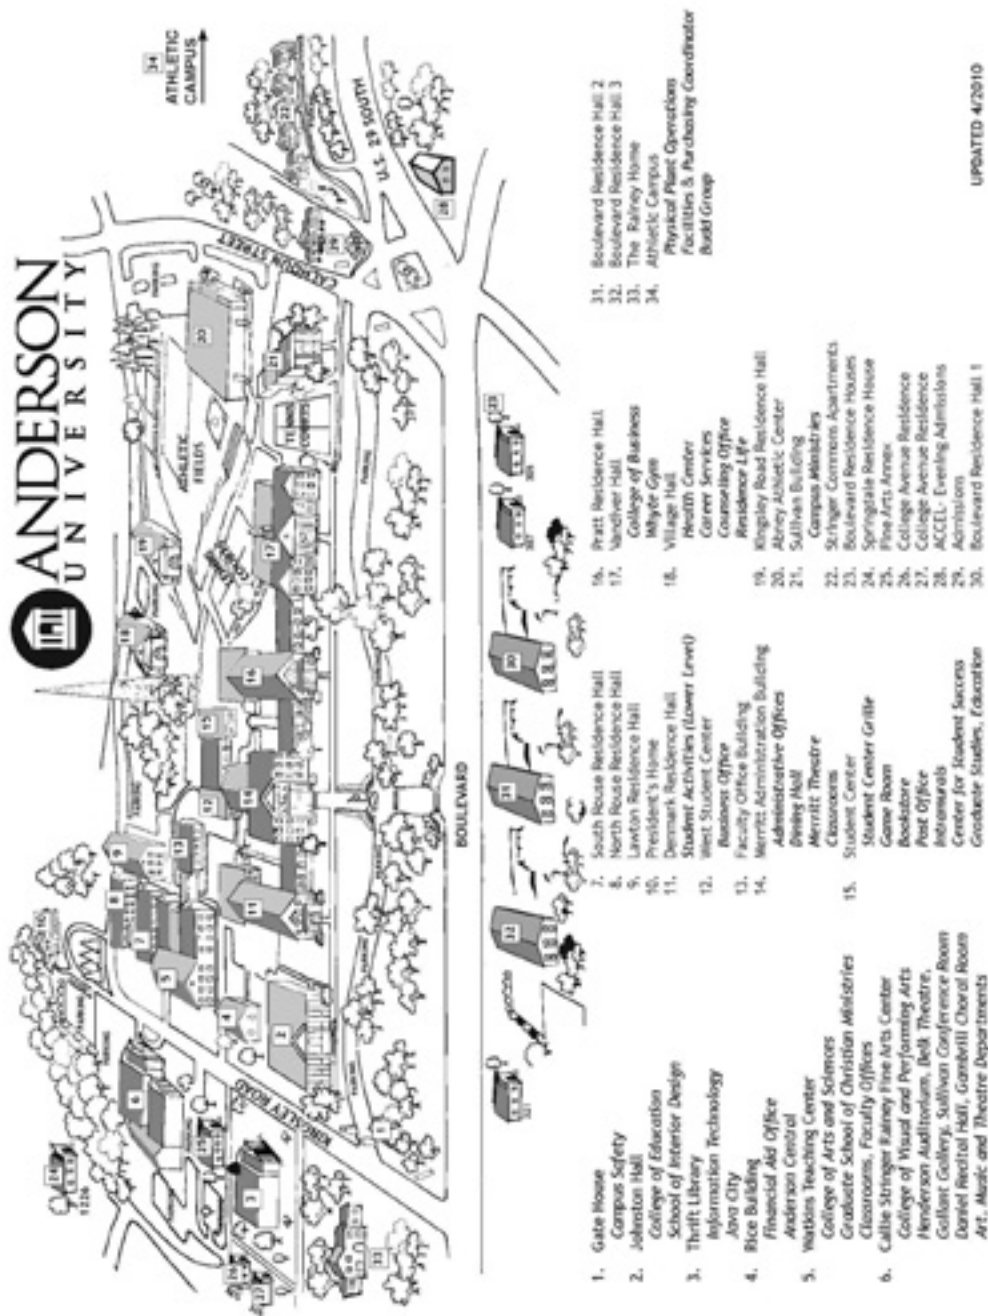 ANDERSON
UNIVERSITY
34
ATHLETIC
CAMPUS
U.S. 29 SOUTH
CALHOUN STREET
KINGSLEY ROAD
BOULEVARD
ATHLETIC
FIELDS
TENNIS
COURTS
TENNIS
COURTS
PARKING
PARKING
PARKING
PARKING
PARKING
PARKING
1226
321
1. Gate House
Campus Safety
2. Johnston Hall
College of Education
School of Interior Design
3. Thrift Library
Information Technology
Java City
4. Rice Building
Financial Aid Office
Anderson Central
5. Watkins Teaching Center
College of Arts and Sciences
Graduate School of Christian Ministries
Classrooms, Faculty Offices
6. Callie Stringer Rainey Fine Arts Center
College of Visual and Performing Arts
Henderson Auditorium, Belk Theatre,
Gallant Gallery, Sullivan Conference Room
Daniel Recital Hall, Gambrill Choral Room
Art, Music and Theatre Departments
7. South Rouse Residence Hall
8. North Rouse Residence Hall
9. Lawton Residence Hall
10. President's Home
11. Denmark Residence Hall
Student Activities (Lower Level)
12. West Student Center
Business Office
13. Faculty Office Building
14. Merritt Administration Building
Administrative Offices
Dining Hall
Merritt Theatre
Classrooms
15. Student Center
Student Center Grille
Game Room
Bookstore
Post Office
Intramurals
Center for Student Success
Graduate Studies, Education
16. Pratt Residence Hall
17. Vandiver Hall
College of Business
Whyte Gym
18. Village Hall
Health Center
Career Services
Counseling Office
Residence Life
19. Kingsley Road Residence Hall
20. Abney Athletic Center
21. Sullivan Building
Campus Ministries
22. Stringer Commons Apartments
23. Boulevard Residence Houses
24. Springdale Residence House
25. Fine Arts Annex
26. College Avenue Residence
27. College Avenue Residence
28. ACCEL- Evening Admissions
29. Admissions
30. Boulevard Residence Hall 1
31. Boulevard Residence Hall 2
32. Boulevard Residence Hall 3
33. The Rainey Home
34. Athletic Campus
Physical Plant Operations
Facilities & Purchasing Coordinator
Budd Group
UPDATED 4/2010